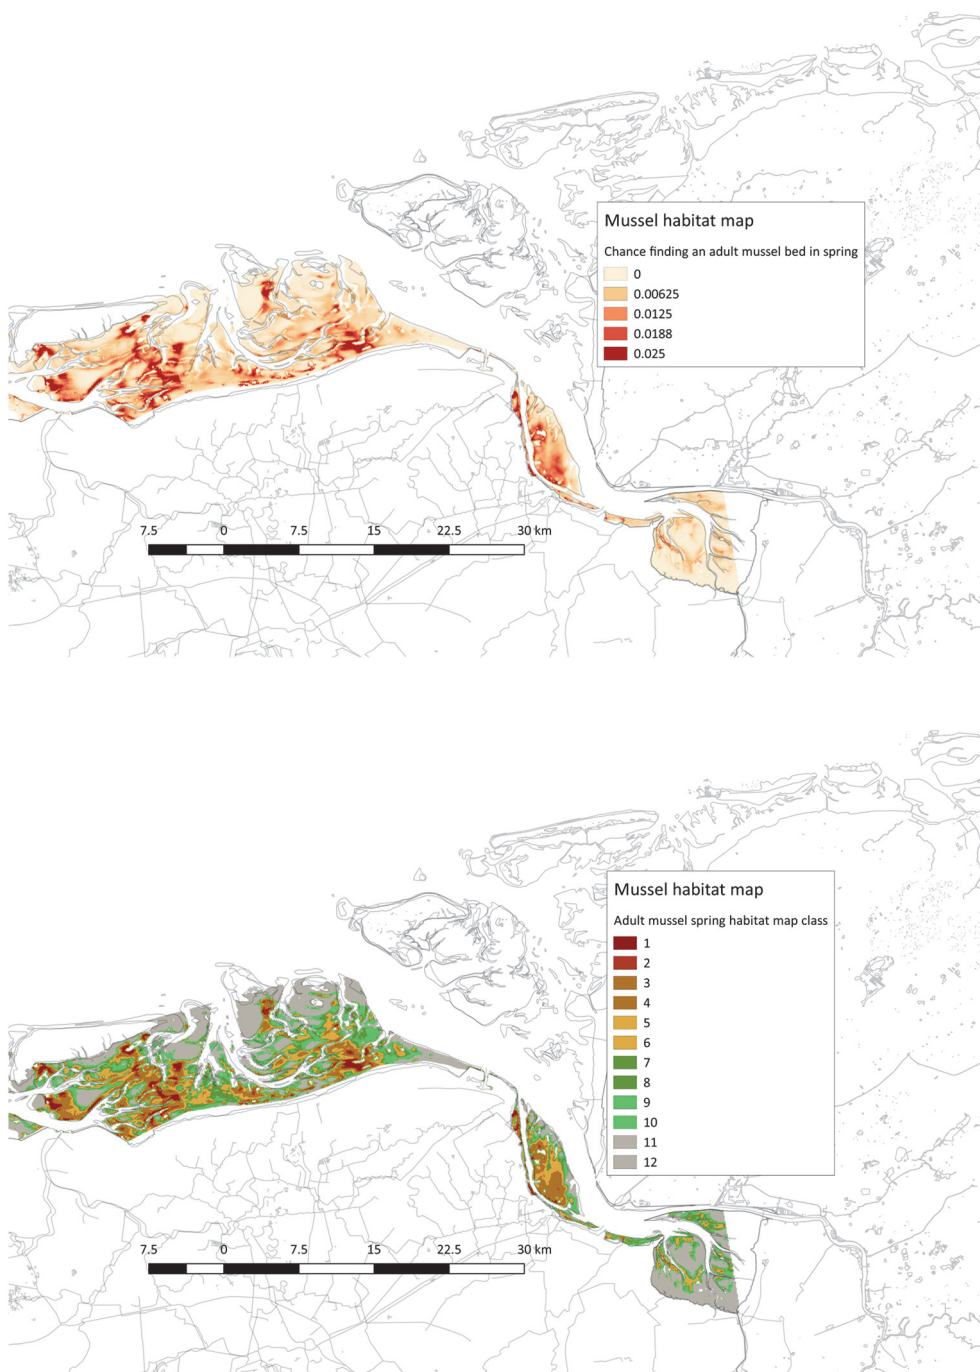 Mussel habitat map
Chance finding an adult mussel bed in spring
0
0.00625
0.0125
0.0188
0.025
7.5 0 7.5 15 22.5 30 km
Mussel habitat map
Adult mussel spring habitat map class
1
2
3
4
5
6
7
8
9
10
11
12
7.5 0 7.5 15 22.5 30 km